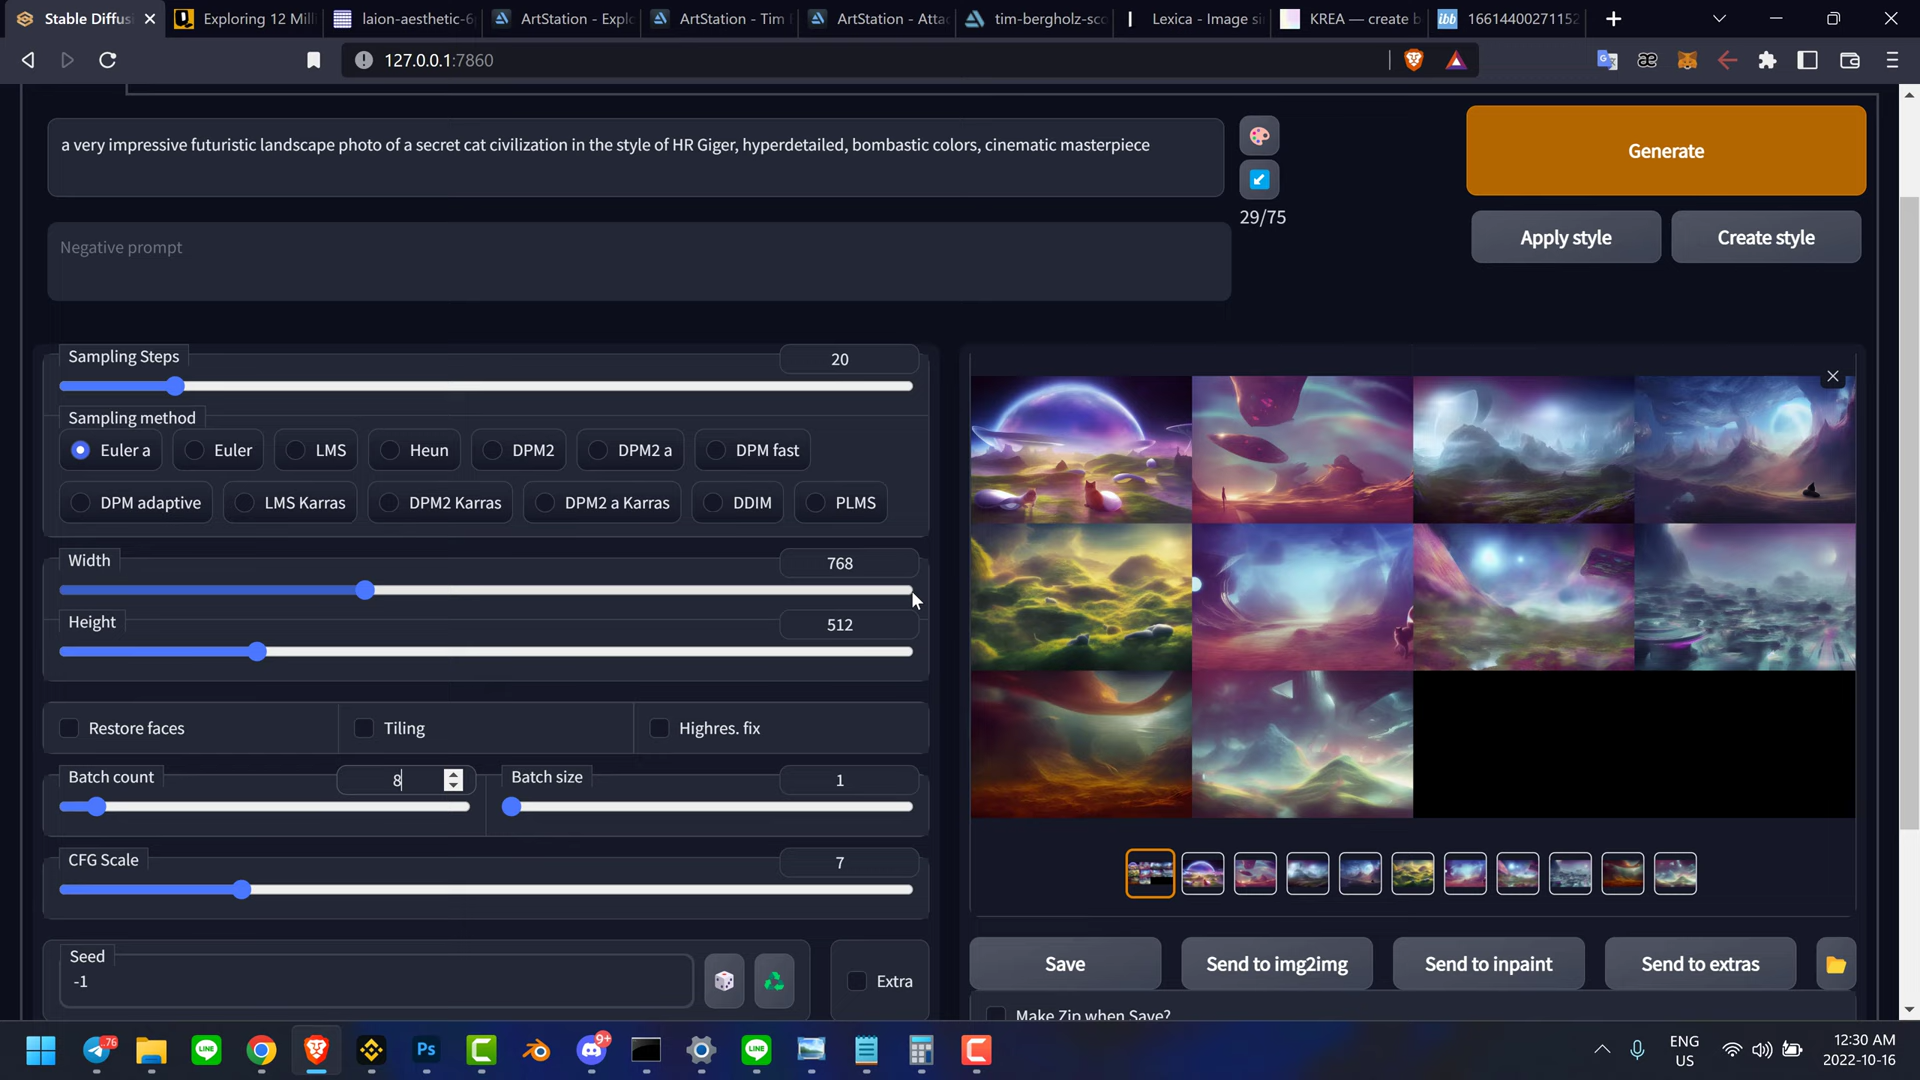 Stable Diffu
Exploring 12 Mil
laion-aesthetic-6
ArtStation - Expl
ArtStation - Tim
ArtStation - Atta
tim-bergholz-sco
Lexica - Image si
KREA — create b
ibb
16614400271152
127.0.0.1:7860
a very impressive futuristic landscape photo of a secret cat civilization in the style of HR Giger, hyperdetailed, bombastic colors, cinematic masterpiece
29/75
Generate
Negative prompt
Apply style
Create style
Sampling Steps
20
Sampling method
Euler a
Euler
LMS
Heun
DPM2
DPM2 a
DPM fast
DPM adaptive
LMS Karras
DPM2 Karras
DPM2 a Karras
DDIM
PLMS
Width
768
Height
512
Restore faces
Tiling
Highres. fix
Batch count
8
Batch size
1
CFG Scale
7
Seed
-1
Extra
Save
Send to img2img
Send to inpaint
Send to extras
Make Zip when Save?
ENG
US
12:30 AM
2022-10-16